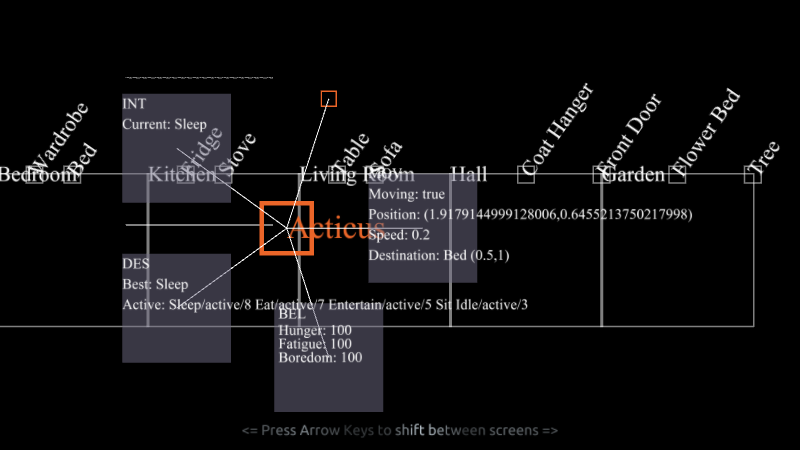 INT
Current: Sleep
Wardrobe
Bed
Fridge
Stove
Table
Sofa
Coat Hanger
Front Door
Flower Bed
Tree
Bedroom
Kitchen
Living Room
Hall
Garden
Mov
Moving: true
Position: (1.9179144999128006,0.6455213750217998)
Speed: 0.2
Destination: Bed (0.5,1)
Acticus
DES
Best: Sleep
Active: Sleep/active/8 Eat/active/7 Entertain/active/5 Sit Idle/active/3
BEL
Hunger: 100
Fatigue: 100
Boredom: 100
<= Press Arrow Keys to shift between screens =>